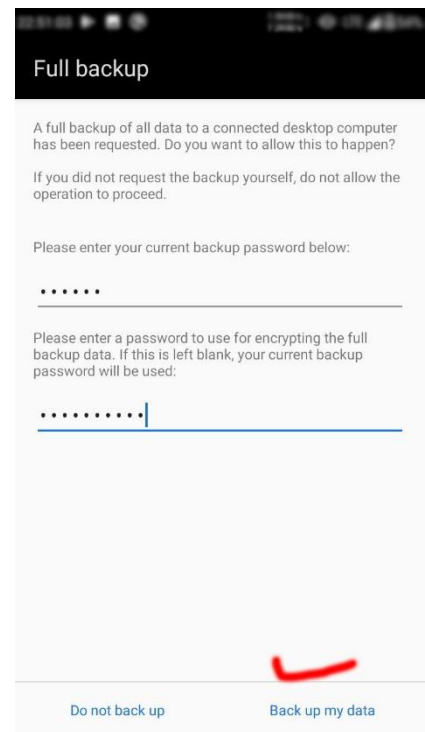 22:51:03
Full backup
A full backup of all data to a connected desktop computer
has been requested. Do you want to allow this to happen?
If you did not request the backup yourself, do not allow the
operation to proceed.
Please enter your current backup password below:
••••••
Please enter a password to use for encrypting the full
backup data. If this is left blank, your current backup
password will be used:
••••••••••
Do not back up
Back up my data